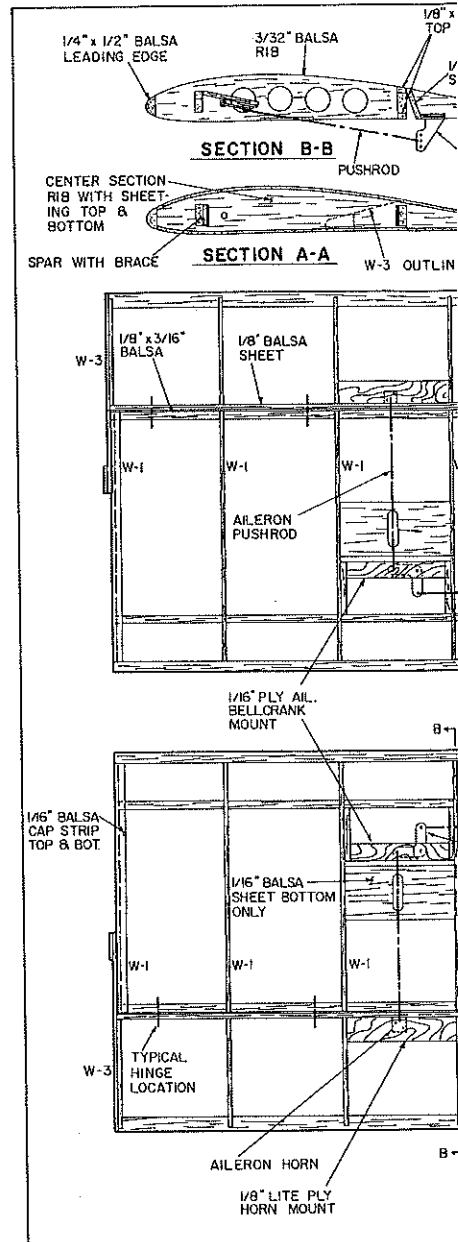 1/4" x 1/2" BALSA
LEADING EDGE
3/32" BALSA
RIB
1/8" x
TOP
SECTION B-B
PUSHROD
CENTER SECTION
RIB WITH SHEET-
ING TOP &
BOTTOM
SPAR WITH BRACE
SECTION A-A
W-3 OUTLIN
W-3
1/8" x 3/16"
BALSA
1/8" BALSA
SHEET
W-1
W-1
W-1
AILERON
PUSHROD
1/16" PLY AIL.
BELLCRANK
MOUNT
B
1/16" BALSA
CAP STRIP
TOP & BOT.
1/16" BALSA
SHEET BOTTOM
ONLY
W-1
W-1
W-1
W-3
TYPICAL
HINGE
LOCATION
AILERON HORN
B
1/8" LITE PLY
HORN MOUNT